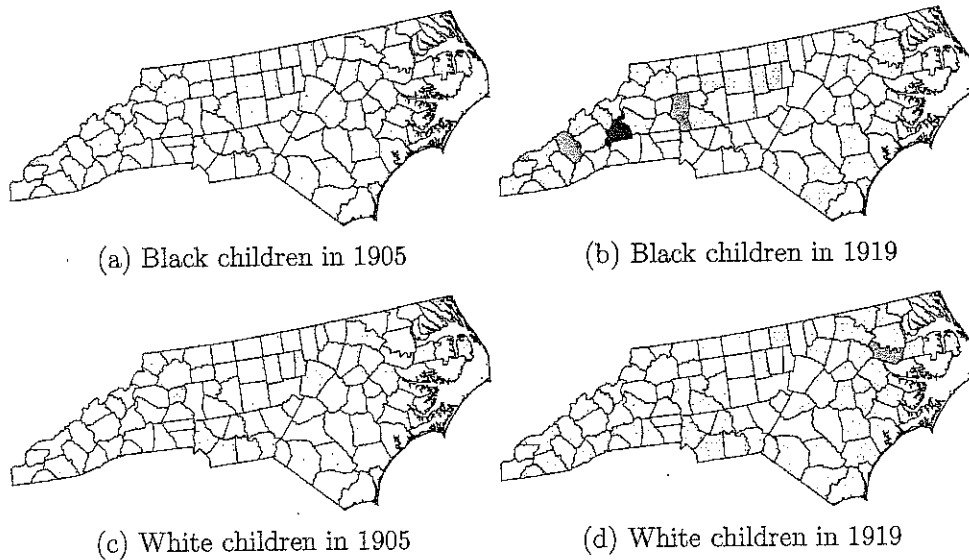 (a) Black children in 1905
(b) Black children in 1919
(c) White children in 1905
(d) White children in 1919